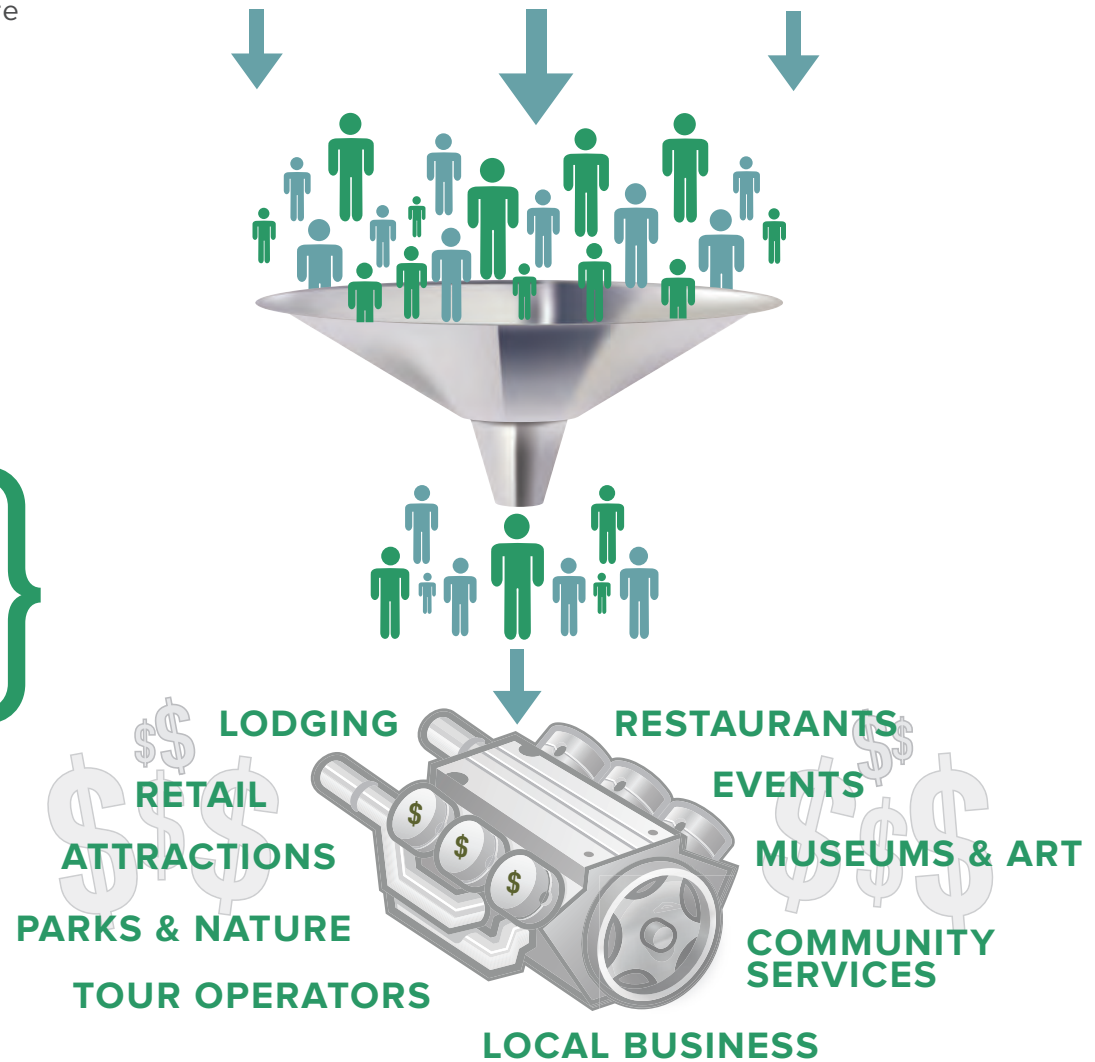 LODGING
RESTAURANTS
RETAIL
EVENTS
ATTRACTIONS
MUSEUMS & ART
PARKS & NATURE
COMMUNITY
SERVICES
TOUR OPERATORS
LOCAL BUSINESS
$ $ $
$ $ $ $ $
$ $ $ $ $